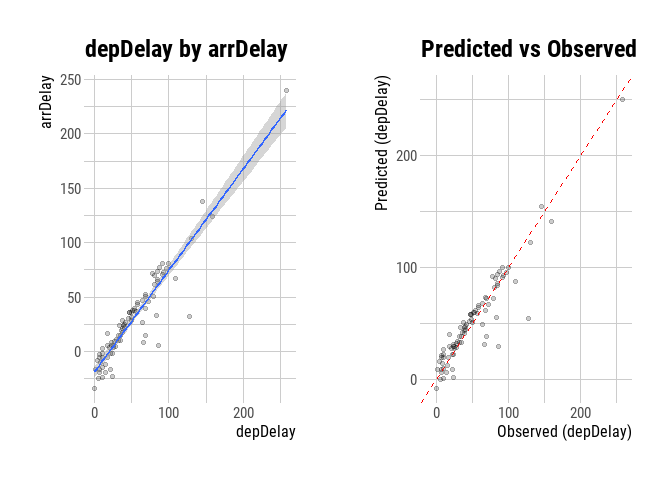 depDelay by arrDelay
arrDelay
250
200
150
100
50
0
0 100 200
depDelay
Predicted vs Observed
Predicted (depDelay)
200
100
0
0 100 200
Observed (depDelay)